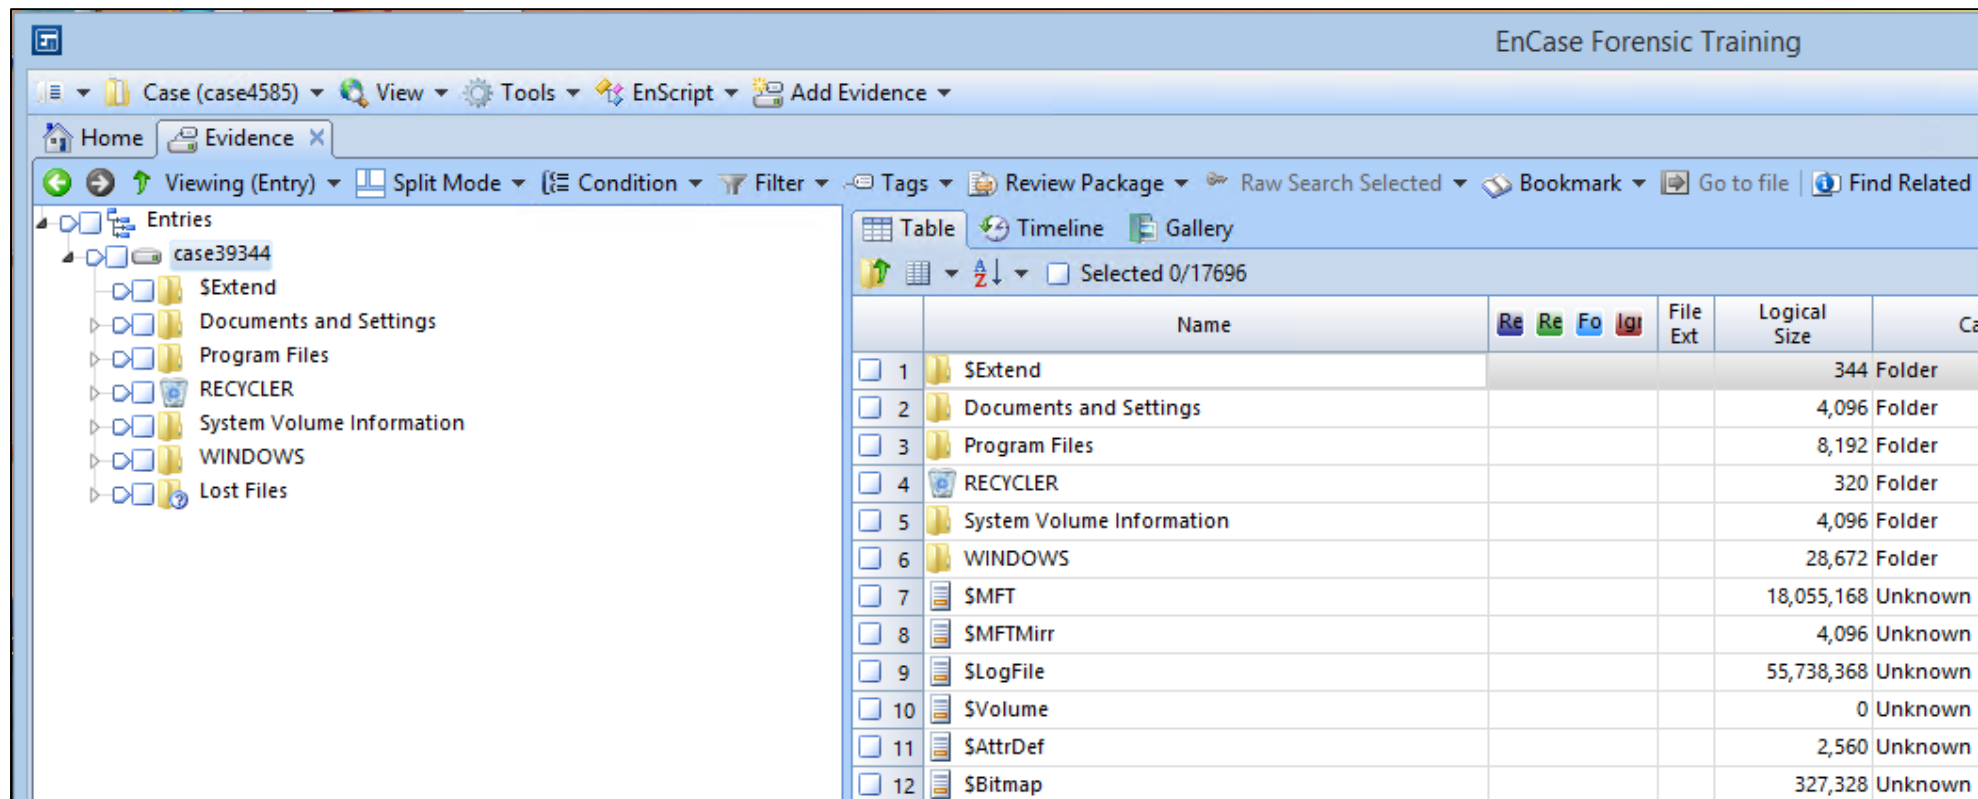 EnCase Forensic Training
Case (case4585) View Tools EnScript Add Evidence
Home Evidence
Viewing (Entry) Split Mode Condition Filter Tags Review Package Raw Search Selected Bookmark Go to file Find Related
Entries
case39344
$Extend
Documents and Settings
Program Files
RECYCLER
System Volume Information
WINDOWS
Lost Files
Table Timeline Gallery
Selected 0/17696
Name Re Re Fo Igr File Ext Logical Size Ca
1 $Extend 344 Folder
2 Documents and Settings 4,096 Folder
3 Program Files 8,192 Folder
4 RECYCLER 320 Folder
5 System Volume Information 4,096 Folder
6 WINDOWS 28,672 Folder
7 $MFT 18,055,168 Unknown
8 $MFTMirr 4,096 Unknown
9 $LogFile 55,738,368 Unknown
10 $Volume 0 Unknown
11 $AttrDef 2,560 Unknown
12 $Bitmap 327,328 Unknown